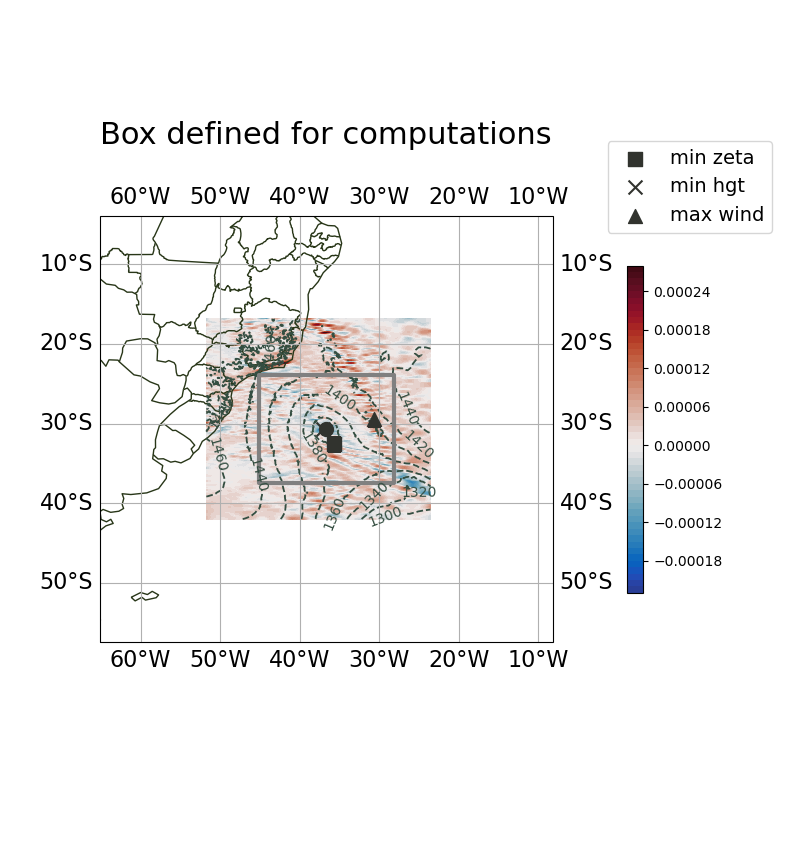 Box defined for computations
min zeta
min hgt
max wind
60°W 50°W 40°W 30°W 20°W 10°W
10°S 10°S
20°S 20°S
30°S 30°S
40°S 40°S
50°S 50°S
60°W 50°W 40°W 30°W 20°W 10°W
1400
1440
1420
1380
1460
1320
1340
1360
1300
0.00024
0.00018
0.00012
0.00006
0.00000
−0.00006
−0.00012
−0.00018